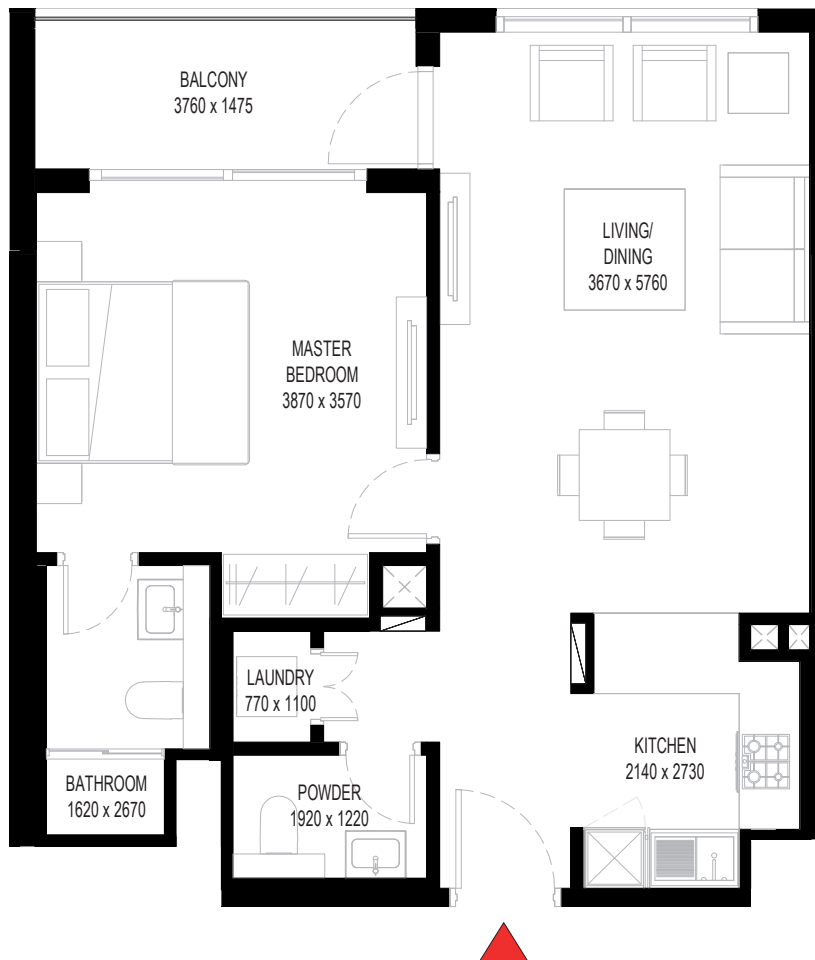 BALCONY
3760 x 1475
LIVING/
DINING
3670 x 5760
MASTER
BEDROOM
3870 x 3570
LAUNDRY
770 x 1100
KITCHEN
2140 x 2730
BATHROOM
1620 x 2670
POWDER
1920 x 1220